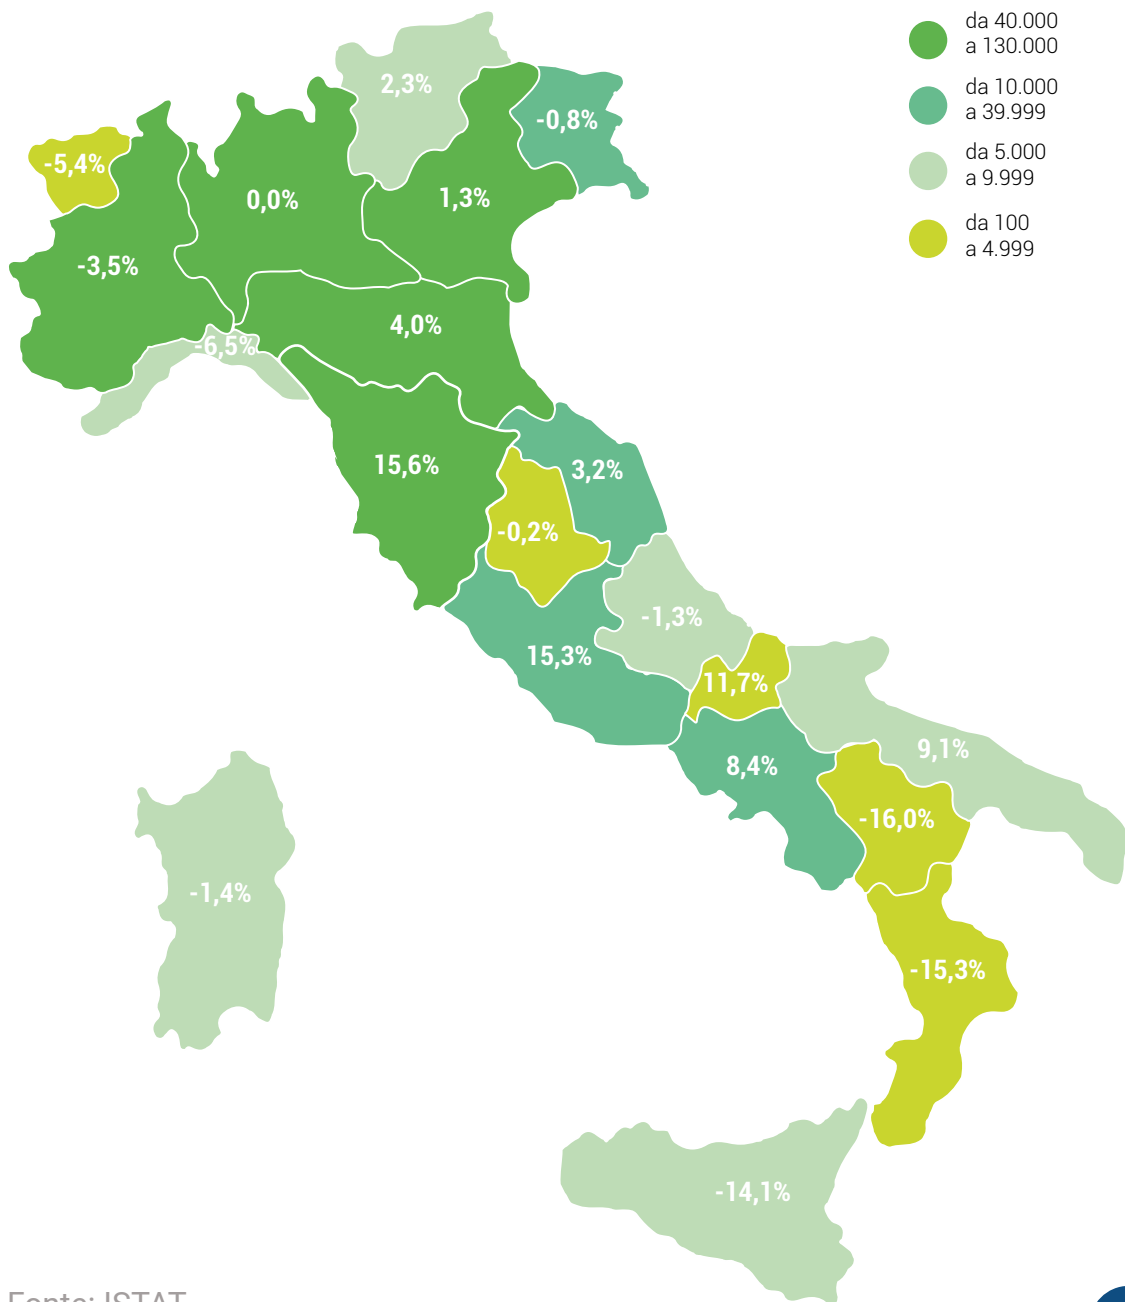 da 40.000
a 130.000
da 10.000
a 39.999
da 5.000
a 9.999
da 100
a 4.999
2,3%
-0,8%
-5,4%
0,0%
1,3%
-3,5%
4,0%
-6,5%
15,6%
3,2%
-0,2%
-1,3%
15,3%
11,7%
8,4%
9,1%
-16,0%
-1,4%
-15,3%
-14,1%
Fonte: ISTAT